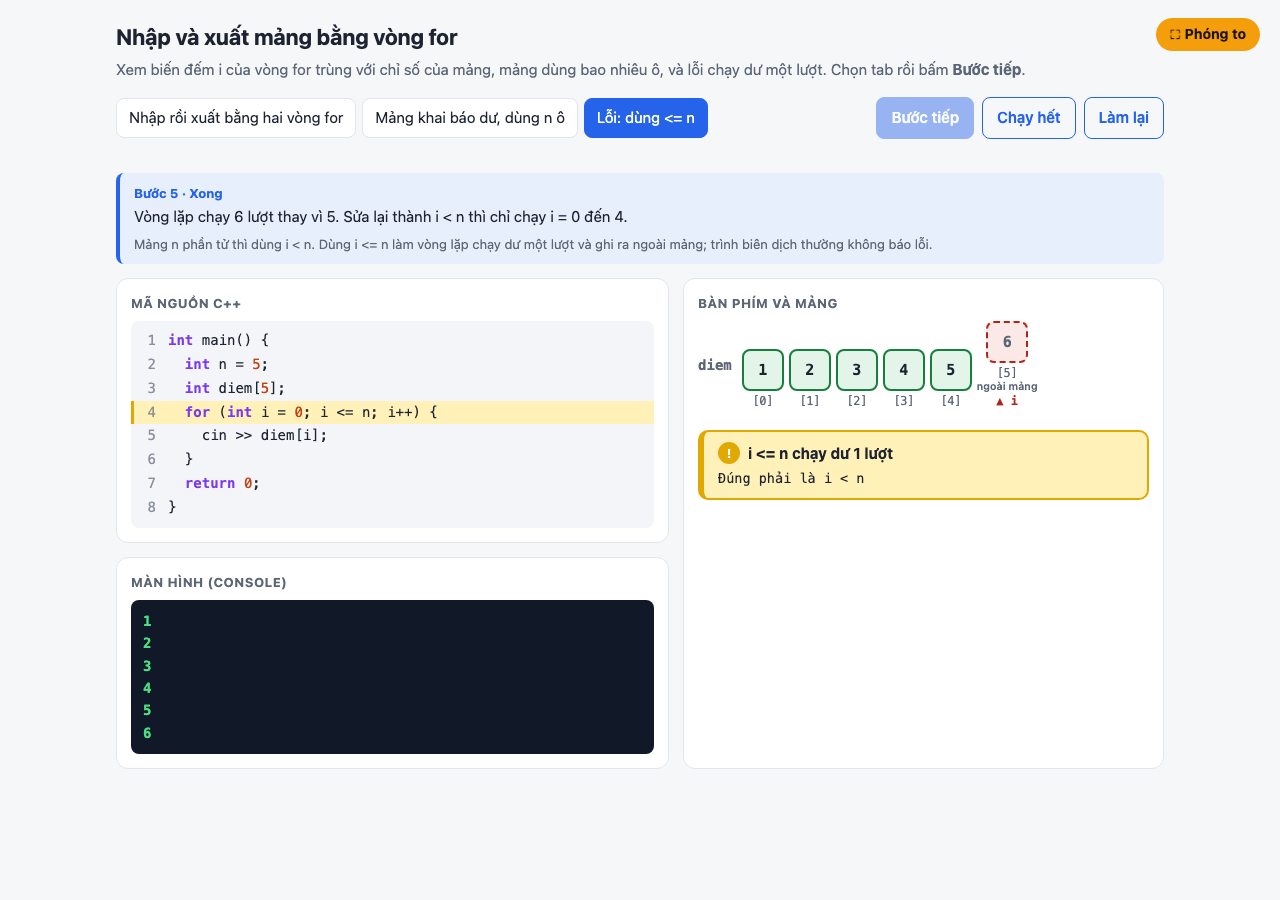 Nhập và xuất mảng bằng vòng for
⛶ Phóng to
Xem biến đếm i của vòng for trùng với chỉ số của mảng, mảng dùng bao nhiêu ô, và lỗi chạy dư một lượt. Chọn tab rồi bấm Bước tiếp.
Nhập rồi xuất bằng hai vòng for
Mảng khai báo dư, dùng n ô
Lỗi: dùng <= n
Bước tiếp
Chạy hết
Làm lại
Bước 5 · Xong
Vòng lặp chạy 6 lượt thay vì 5. Sửa lại thành i < n thì chỉ chạy i = 0 đến 4.
Mảng n phần tử thì dùng i < n. Dùng i <= n làm vòng lặp chạy dư một lượt và ghi ra ngoài mảng; trình biên dịch thường không báo lỗi.
MÃ NGUỒN C++
1 int main() {
2   int n = 5;
3   int diem[5];
4   for (int i = 0; i <= n; i++) {
5     cin >> diem[i];
6   }
7   return 0;
8 }
MÀN HÌNH (CONSOLE)
1
2
3
4
5
6
BÀN PHÍM VÀ MẢNG
diem 1 2 3 4 5 6
[0] [1] [2] [3] [4] [5]
ngoài mảng
▲ i
! i <= n chạy dư 1 lượt
Đúng phải là i < n